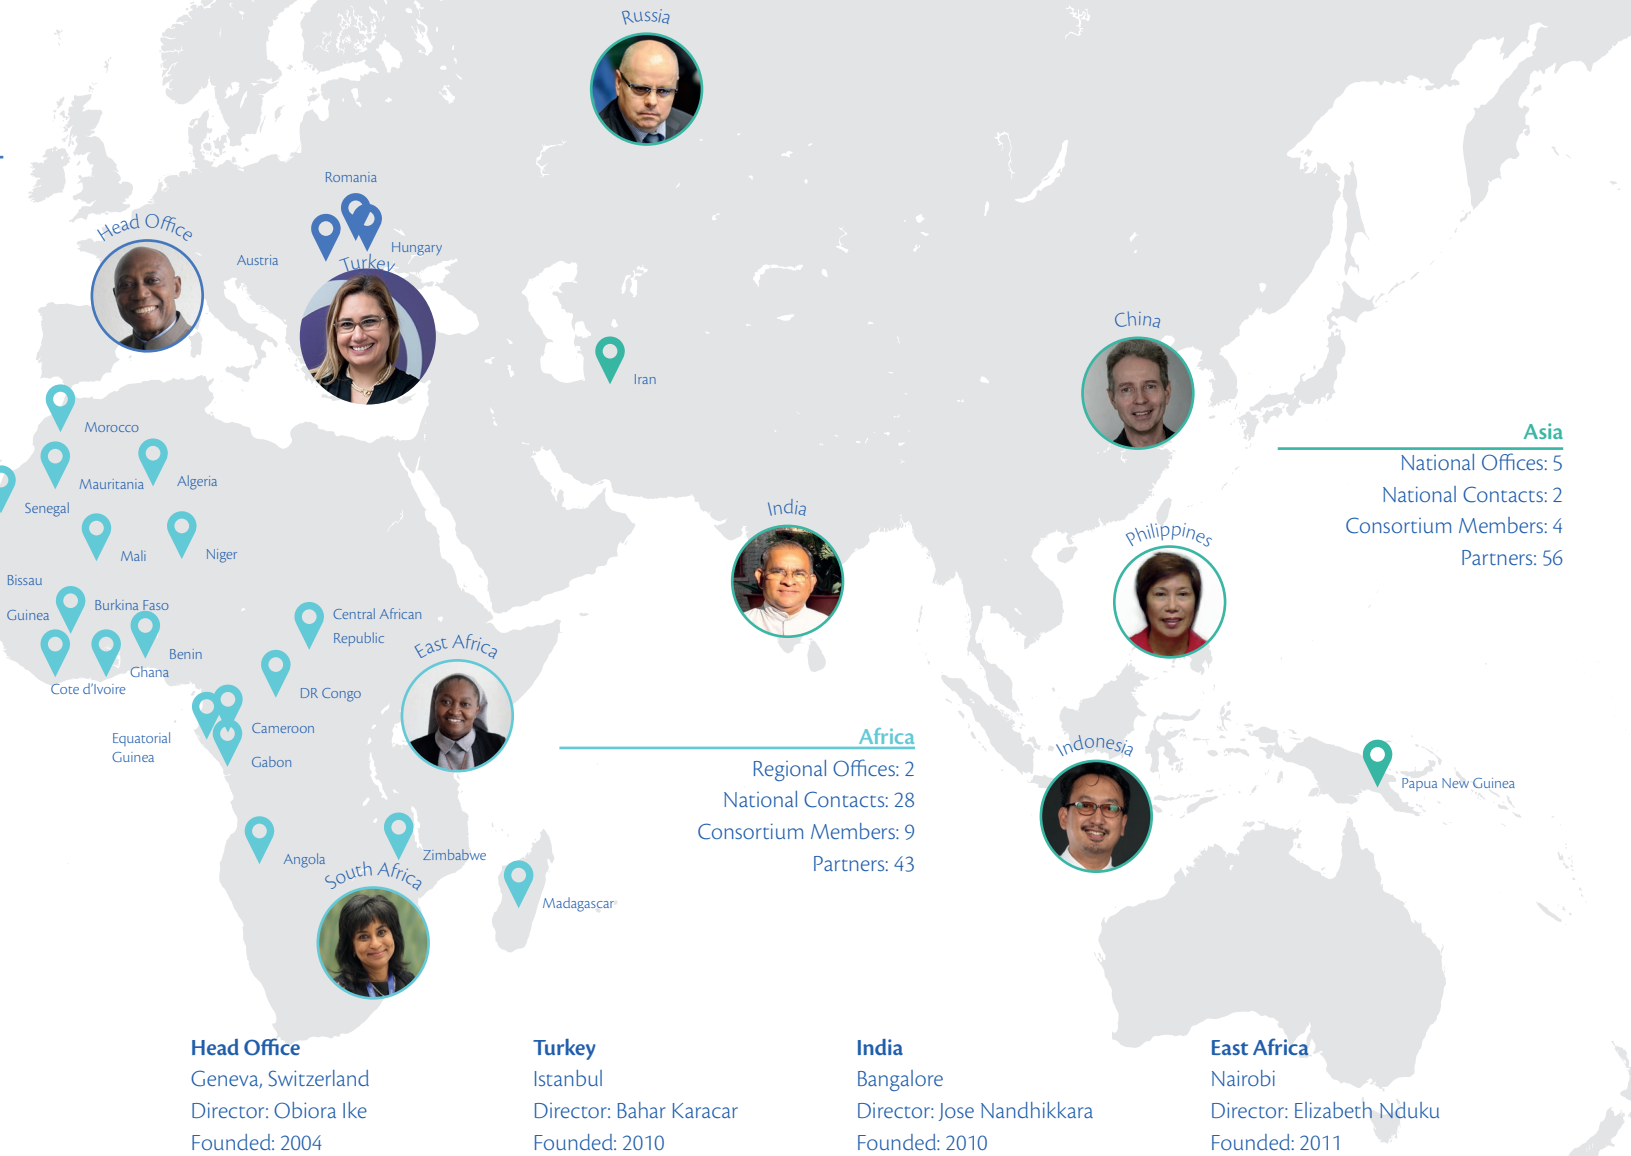 Russia
Romania
Head Office
Hungary
Austria
Turkey
China
Iran
Morocco
Asia
National Offices: 5
Mauritania
Algeria
National Contacts: 2
Senegal
India
Consortium Members: 4
Philippines
Mali
Niger
Partners: 56
Bissau
Guinea
Burkina Faso
Central African
Republic
East Africa
Benin
Ghana
Cote d'Ivoire
DR Congo
Cameroon
Equatorial
Guinea
Gabon
Africa
Regional Offices: 2
National Contacts: 28
Consortium Members: 9
Partners: 43
Indonesia
Papua New Guinea
Angola
Zimbabwe
South Africa
Madagascar
Head Office
Geneva, Switzerland
Director: Obiora Ike
Founded: 2004
Turkey
Istanbul
Director: Bahar Karacar
Founded: 2010
India
Bangalore
Director: Jose Nandhikkara
Founded: 2010
East Africa
Nairobi
Director: Elizabeth Nduku
Founded: 2011